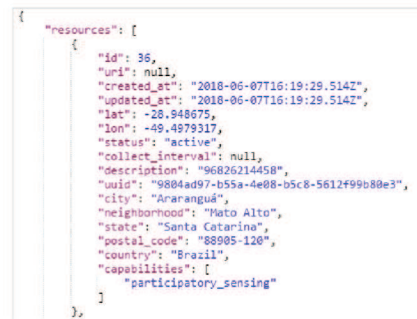 {
"resources": [
{
"id": 36,
"uri": null,
"created_at": "2018-06-07T16:19:29.514Z",
"updated_at": "2018-06-07T16:19:29.514Z",
"lat": -28.948675,
"lon": -49.4979317,
"status": "active",
"collect_interval": null,
"description": "96826214458",
"uuid": "9804ad97-b55a-4e08-b5c8-5612f99b80e3",
"city": "Araranguá",
"neighborhood": "Mato Alto",
"state": "Santa Catarina",
"postal_code": "88905-120",
"country": "Brazil",
"capabilities": [
"participatory_sensing"
]
},